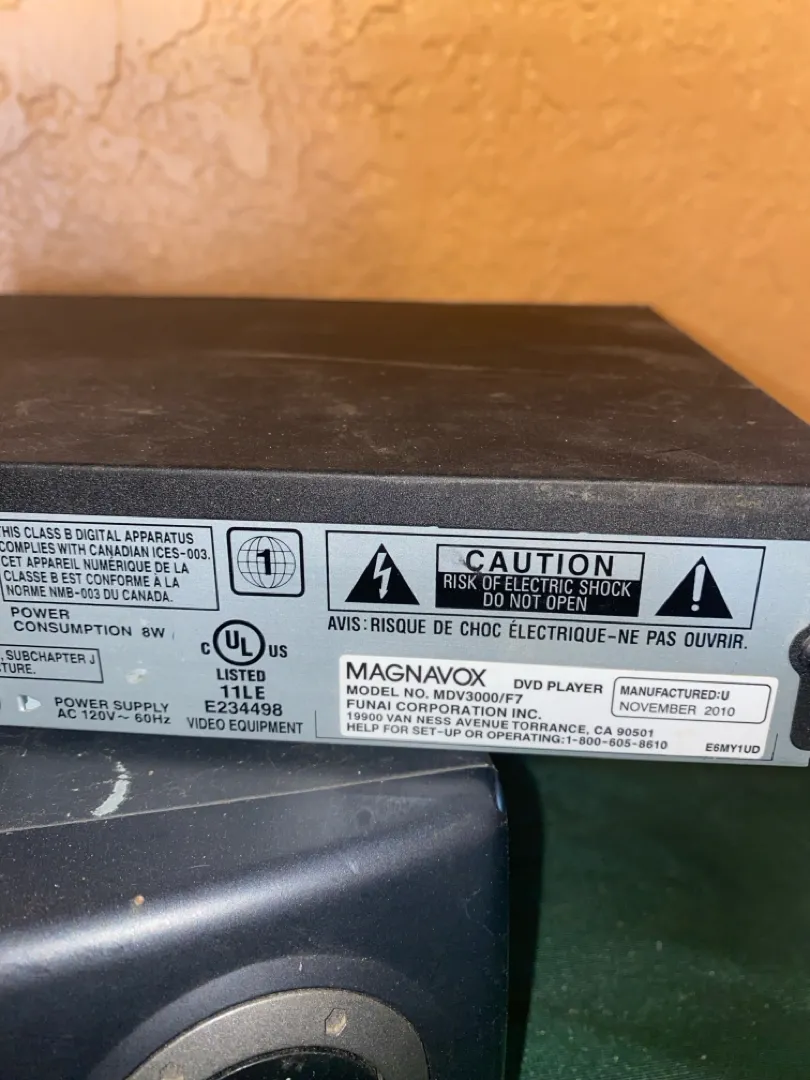 THIS CLASS B DIGITAL APPARATUS
COMPLIES WITH CANADIAN ICES-003.
CET APPAREIL NUMÉRIQUE DE LA
CLASSE B EST CONFORME À LA
NORME NMB-003 DU CANADA.
1
CAUTION
RISK OF ELECTRIC SHOCK
DO NOT OPEN
AVIS: RISQUE DE CHOC ÉLECTRIQUE-NE PAS OUVRIR.
POWER
CONSUMPTION 8W
, SUBCHAPTER J
POWER SUPPLY
AC 120V~ 60Hz
C UL US
LISTED
11LE
E234498
VIDEO EQUIPMENT
MAGNAVOX DVD PLAYER
MODEL NO. MDV3000/F7
FUNAI CORPORATION INC.
19900 VAN NESS AVENUE TORRANCE, CA 90501
HELP FOR SET-UP OR OPERATING:1-800-605-8610
MANUFACTURED:U
NOVEMBER 2010
E6MY1UD